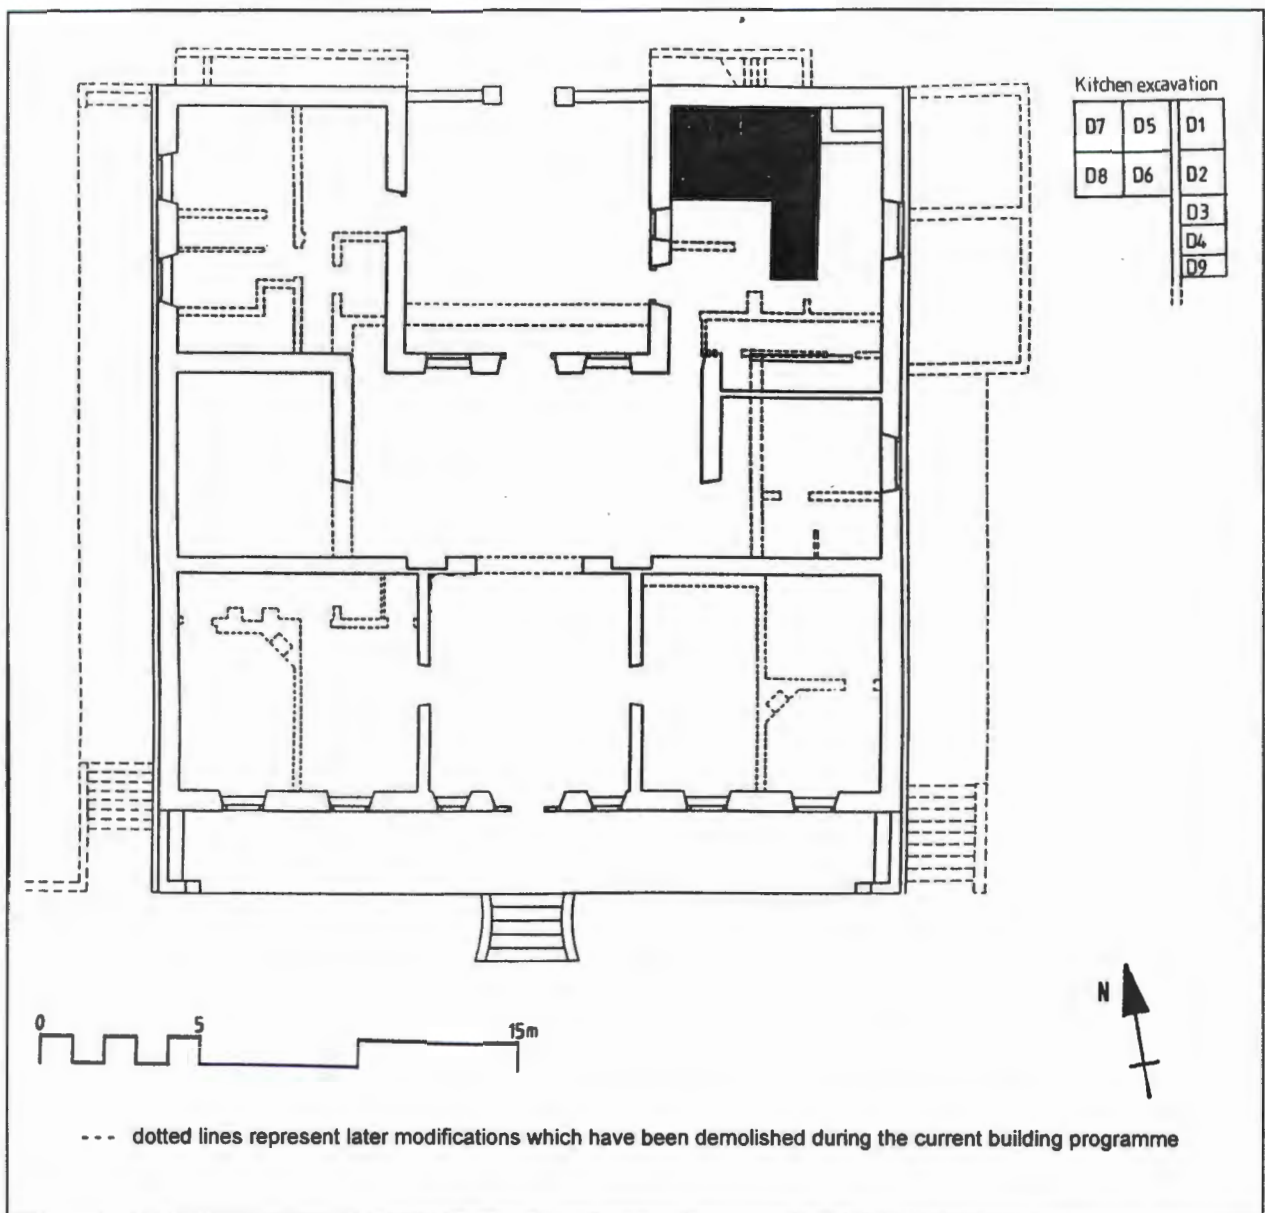 Kitchen excavation
D7 D5 D1
D8 D6 D2
D3
D4
D9
N
0 5 15m
--- dotted lines represent later modifications which have been demolished during the current building programme